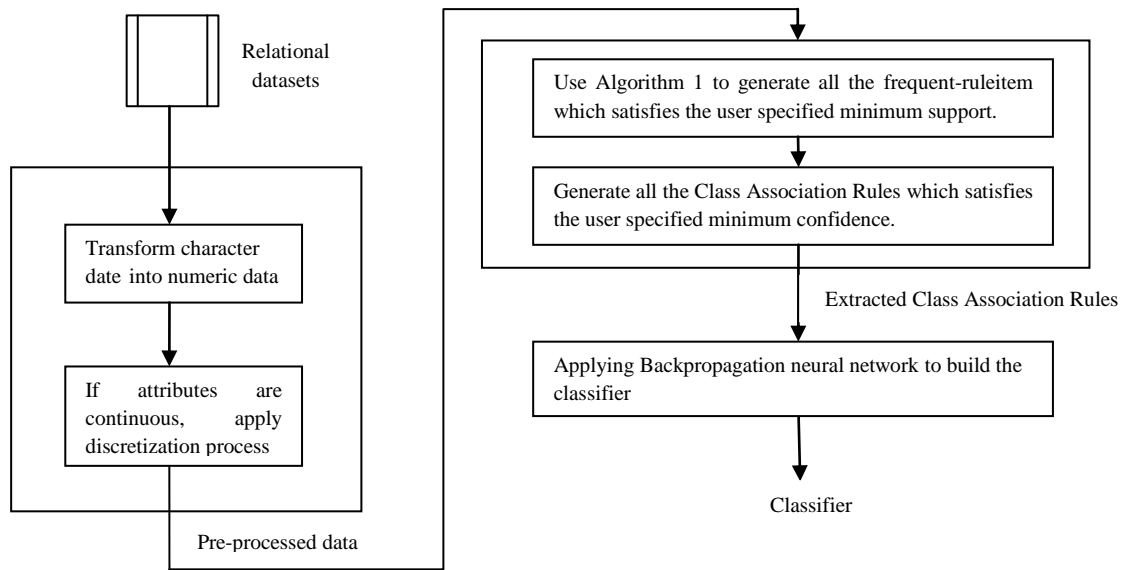 Relational
datasets
Transform character
date into numeric data
If attributes are
continuous, apply
discretization process
Pre-processed data
Use Algorithm 1 to generate all the frequent-ruleitem
which satisfies the user specified minimum support.
Generate all the Class Association Rules which satisfies
the user specified minimum confidence.
Extracted Class Association Rules
Applying Backpropagation neural network to build the
classifier
Classifier